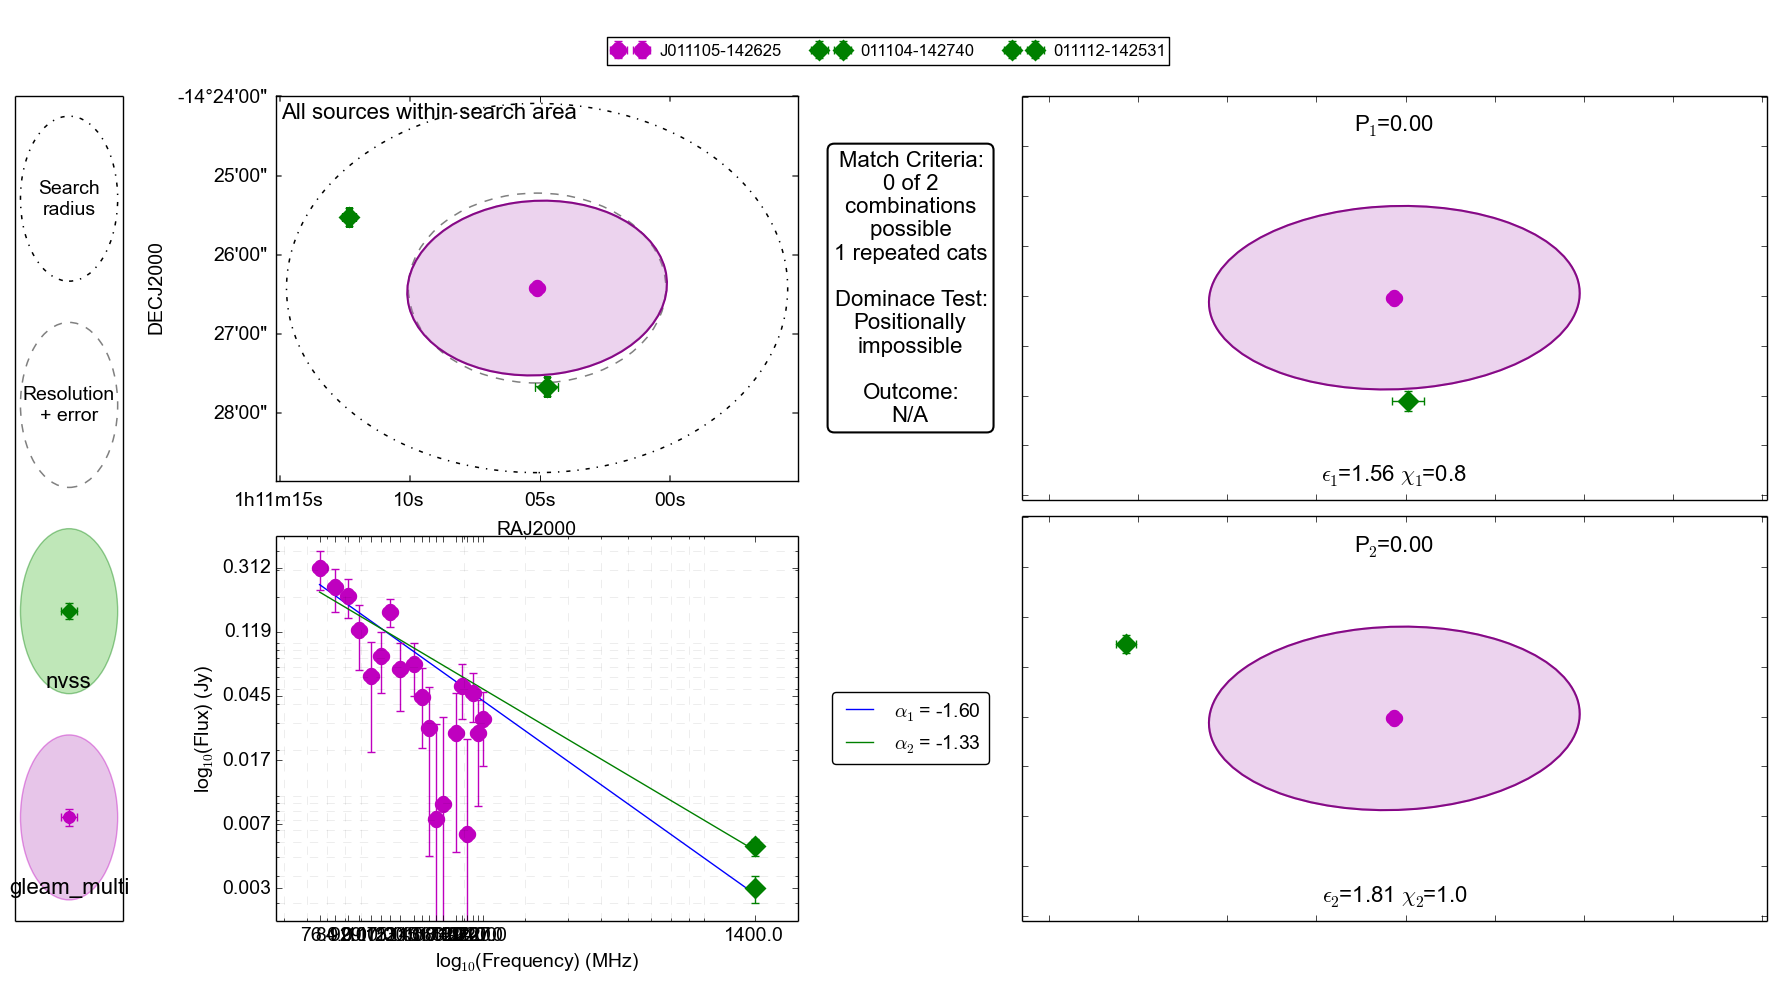 J011105-142625
011104-142740
011112-142531
Search
radius
Resolution
+ error
nvss
gleam_multi
All sources within search area
-14°24'00"
25'00"
26'00"
27'00"
28'00"
DECJ2000
1h11m15s
10s
05s
00s
RAJ2000
Match Criteria:
0 of 2
combinations
possible
1 repeated cats
Dominace Test:
Positionally
impossible
Outcome:
N/A
P1=0.00
ϵ1=1.56 χ1=0.8
0.312
0.119
0.045
0.017
0.007
0.003
log10(Flux) (Jy)
1400.0
log10(Frequency) (MHz)
α1 = -1.60
α2 = -1.33
P2=0.00
ϵ2=1.81 χ2=1.0